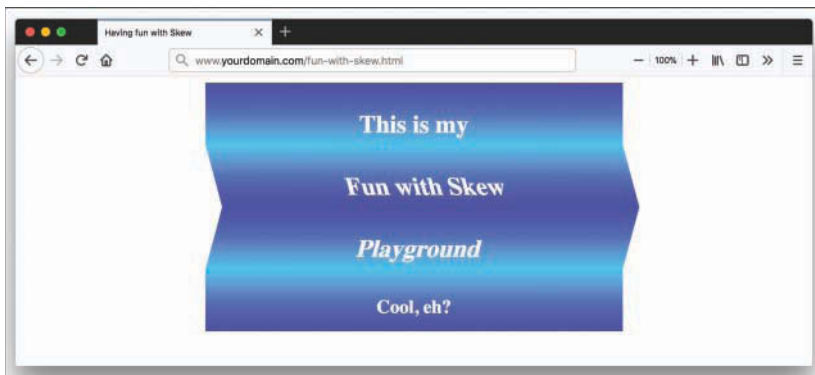 Having fun with Skew
www.yourdomain.com/fun-with-skew.html
100%
This is my
Fun with Skew
Playground
Cool, eh?